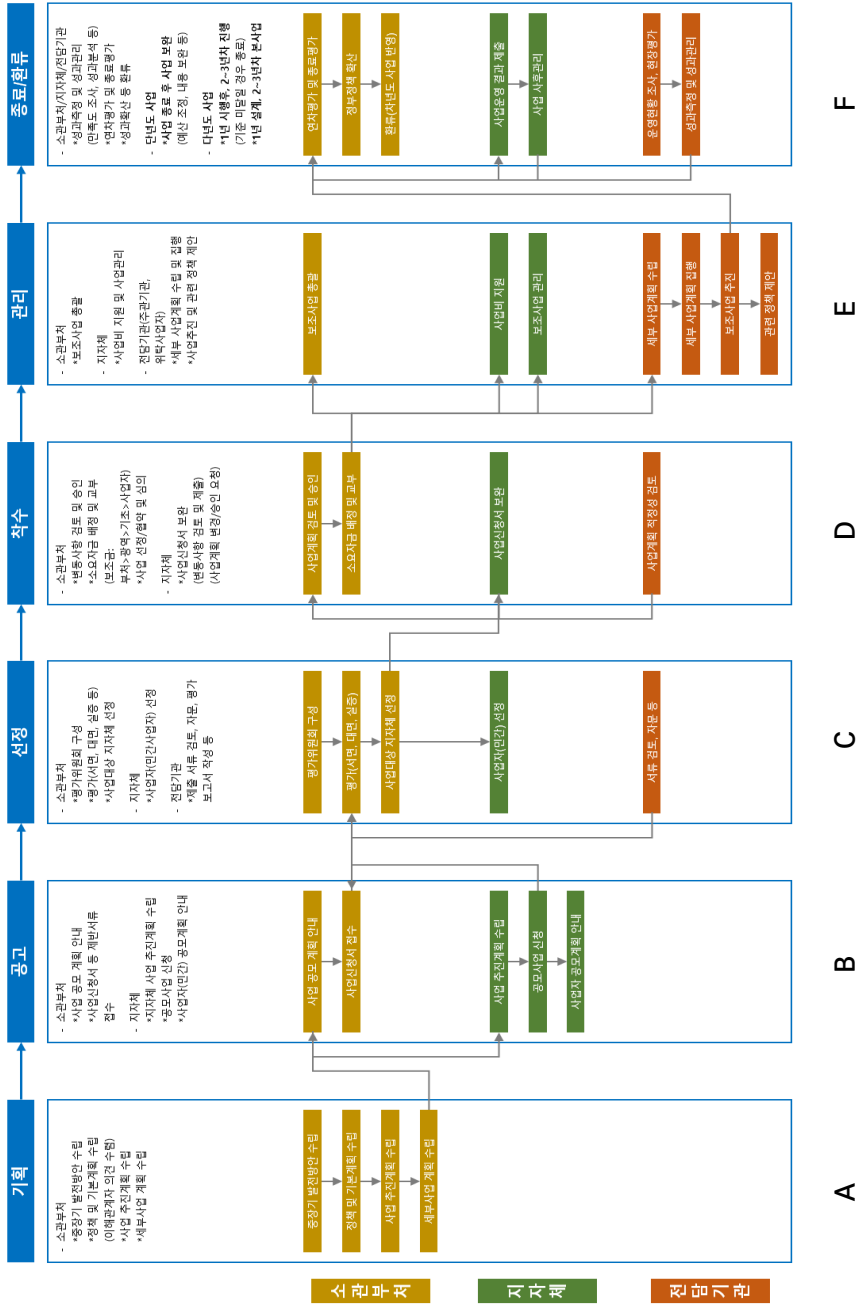 기획
- 소관부처
*중장기 발전방안 수립
*정책 및 기본계획 수립
(이해관계자 의견 수렴)
*사업 추진계획 수립
*세부사업 계획 수립
중장기 발전방안 수립
정책 및 기본계획 수립
사업 추진계획 수립
세부사업 계획 수립
A
공고
- 소관부처
*사업 공모 계획 안내
*사업신청서 등 제반서류
접수
- 지자체
*지자체 사업 추진계획 수립
*공모사업 신청
*사업자(민간) 공모계획 안내
사업 공모 계획 안내
사업신청서 접수
사업 추진계획 수립
공모사업 신청
사업자 공모계획 안내
B
선정
- 소관부처
*평가위원회 구성
*평가(서면, 대면, 실증 등)
*사업대상 지자체 선정
- 지자체
*사업자(민간사업자) 선정
- 전담기관
*제출 서류 검토, 자문, 평가
보고서 작성 등
평가위원회 구성
평가(서면, 대면, 실증)
사업대상 지자체 선정
사업자(민간) 선정
서류 검토, 자문 등
C
착수
- 소관부처
*변동사항 검토 및 승인
*소요자금 배정 및 교부
(보조금:
부처>광역>기초>사업자)
*사업 선정/협약 및 심의
- 지자체
*사업신청서 보완
(변동사항 검토 및 제출)
(사업계획 변경/승인 요청)
사업계획 검토 및 승인
소요자금 배정 및 교부
사업신청서 보완
사업계획 적정성 검토
D
관리
- 소관부처
*보조사업 총괄
- 지자체
*사업비 지원 및 사업관리
- 전담기관(주관기관,
위탁사업자)
*세부 사업계획 수립 및 집행
*사업추진 및 관련 정책 제안
보조사업 총괄
사업비 지원
보조사업 관리
세부 사업계획 수립
세부 사업계획 집행
보조사업 추진
관련 정책 제안
E
종료/환류
- 소관부처/지자체/전담기관
*성과측정 및 성과관리
(만족도 조사, 성과분석 등)
*연차평가 및 종료평가
*성과확산 등 환류
- 단년도 사업
*사업 종료 후 사업 보완
(예산 조정, 내용 보완 등)
- 다년도 사업
*1년 시행후, 2~3년차 진행
(기준 미달일 경우 종료)
*1년 설계, 2~3년차 본사업
연차평가 및 종료평가
정부정책 확산
환류(차년도 사업 반영)
사업운영 결과 제출
사업 사후관리
운영현황 조사, 현장평가
성과측정 및 성과관리
F
소관부처
지자체
전담기관